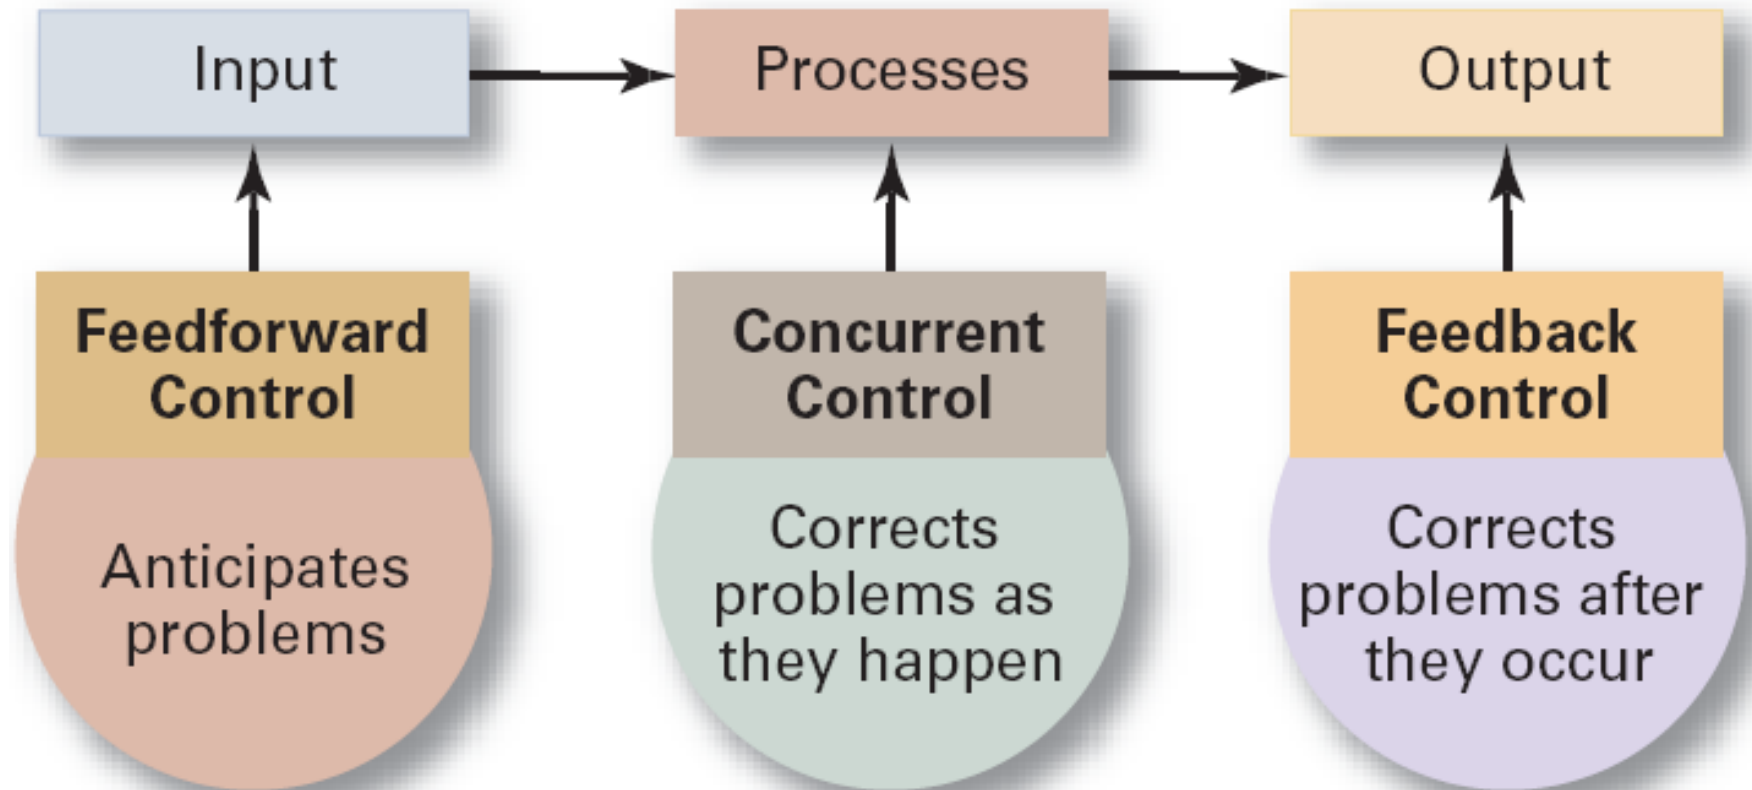 Input
Processes
Output
Feedforward
Control
Concurrent
Control
Feedback
Control
Anticipates
problems
Corrects
problems as
they happen
Corrects
problems after
they occur